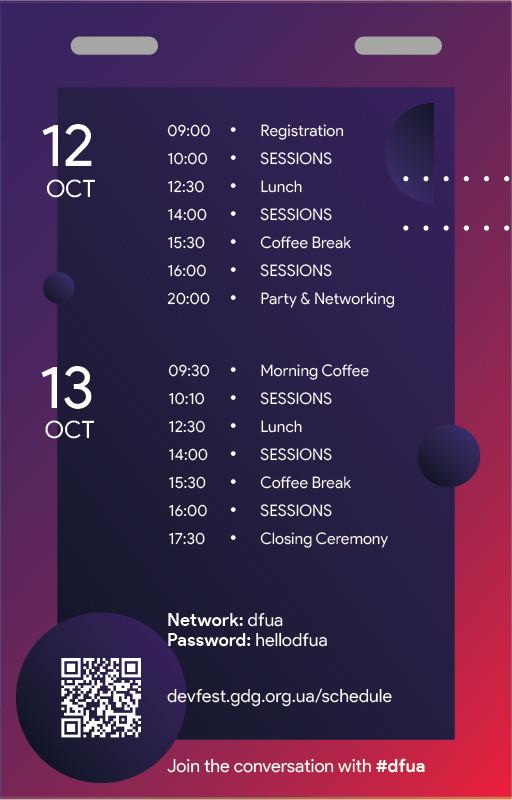 12
OCT
09:00 • Registration
10:00 • SESSIONS
12:30 • Lunch
14:00 • SESSIONS
15:30 • Coffee Break
16:00 • SESSIONS
20:00 • Party & Networking
13
OCT
09:30 • Morning Coffee
10:10 • SESSIONS
12:30 • Lunch
14:00 • SESSIONS
15:30 • Coffee Break
16:00 • SESSIONS
17:30 • Closing Ceremony
Network: dfua
Password: hellodfua
devfest.gdg.org.ua/schedule
Join the conversation with #dfua